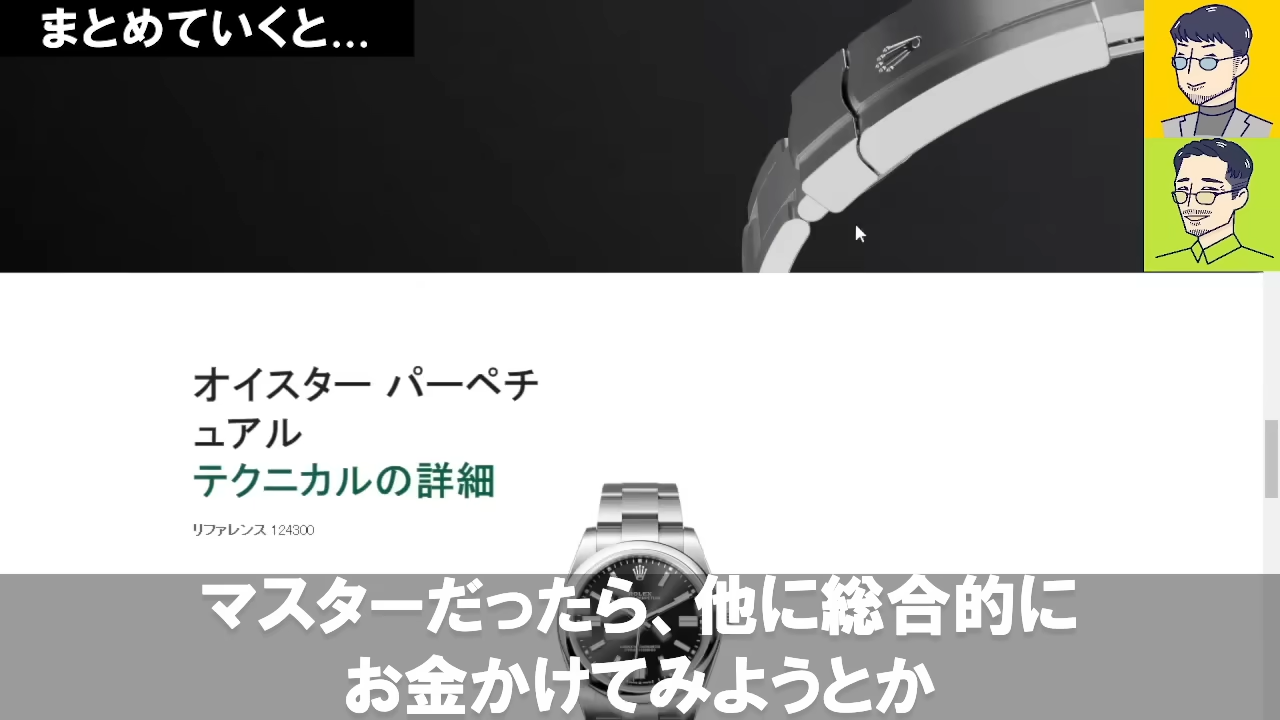 まとめていくと...
オイスター パーペチ
ュアル
テクニカルの詳細
リファレンス 124300
マスターだったら、他に総合的に
お金かけてみようとか